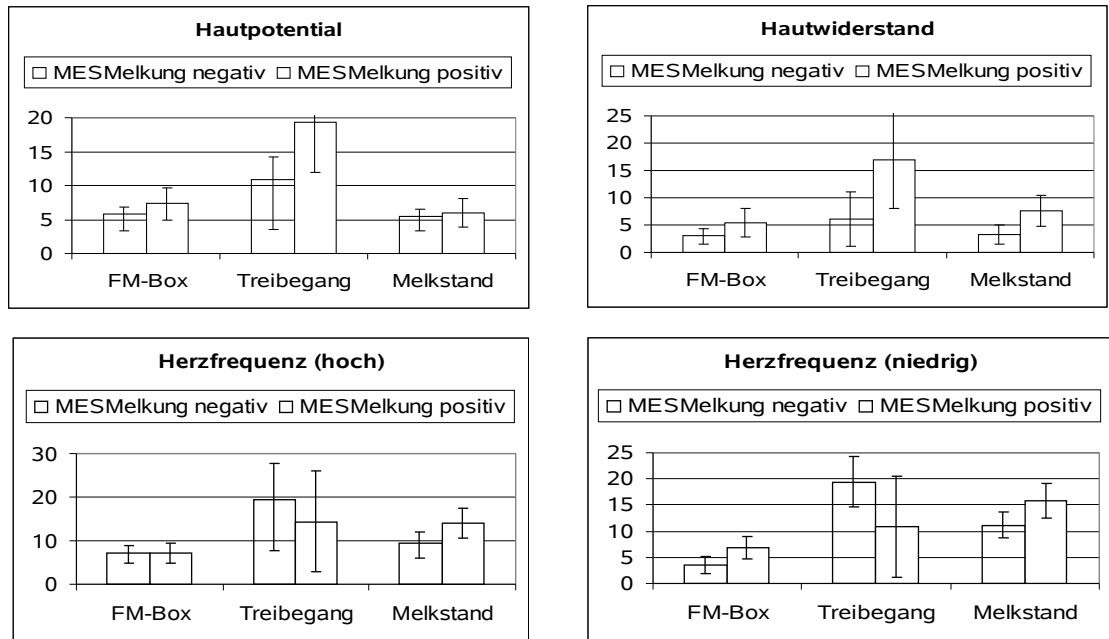 Hautpotential
MESMelkung negativ MESMelkung positiv
20
15
10
5
0
FM-Box Treibegang Melkstand
Hautwiderstand
MESMelkung negativ MESMelkung positiv
25
20
15
10
5
0
FM-Box Treibegang Melkstand
Herzfrequenz (hoch)
MESMelkung negativ MESMelkung positiv
30
20
10
0
FM-Box Treibegang Melkstand
Herzfrequenz (niedrig)
MESMelkung negativ MESMelkung positiv
25
20
15
10
5
0
FM-Box Treibegang Melkstand